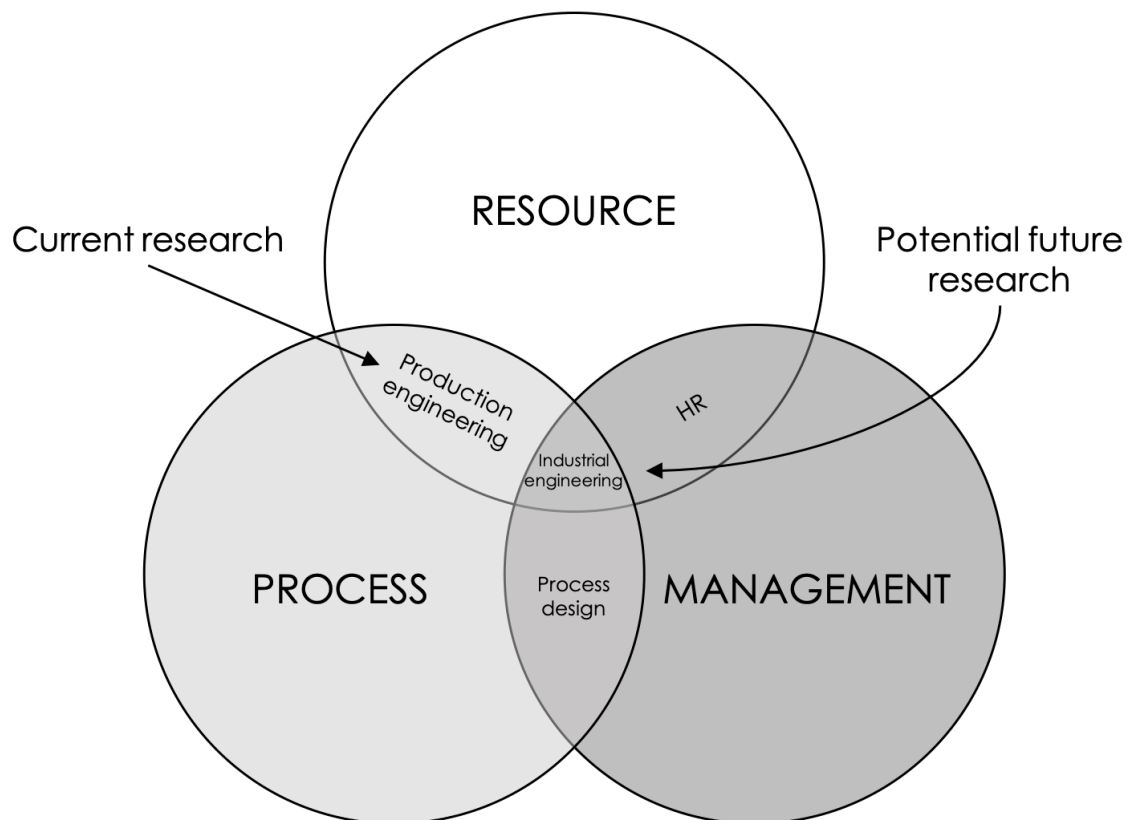 RESOURCE
Current research
Potential future
research
Production
engineering
HR
Industrial
engineering
PROCESS
Process
design
MANAGEMENT